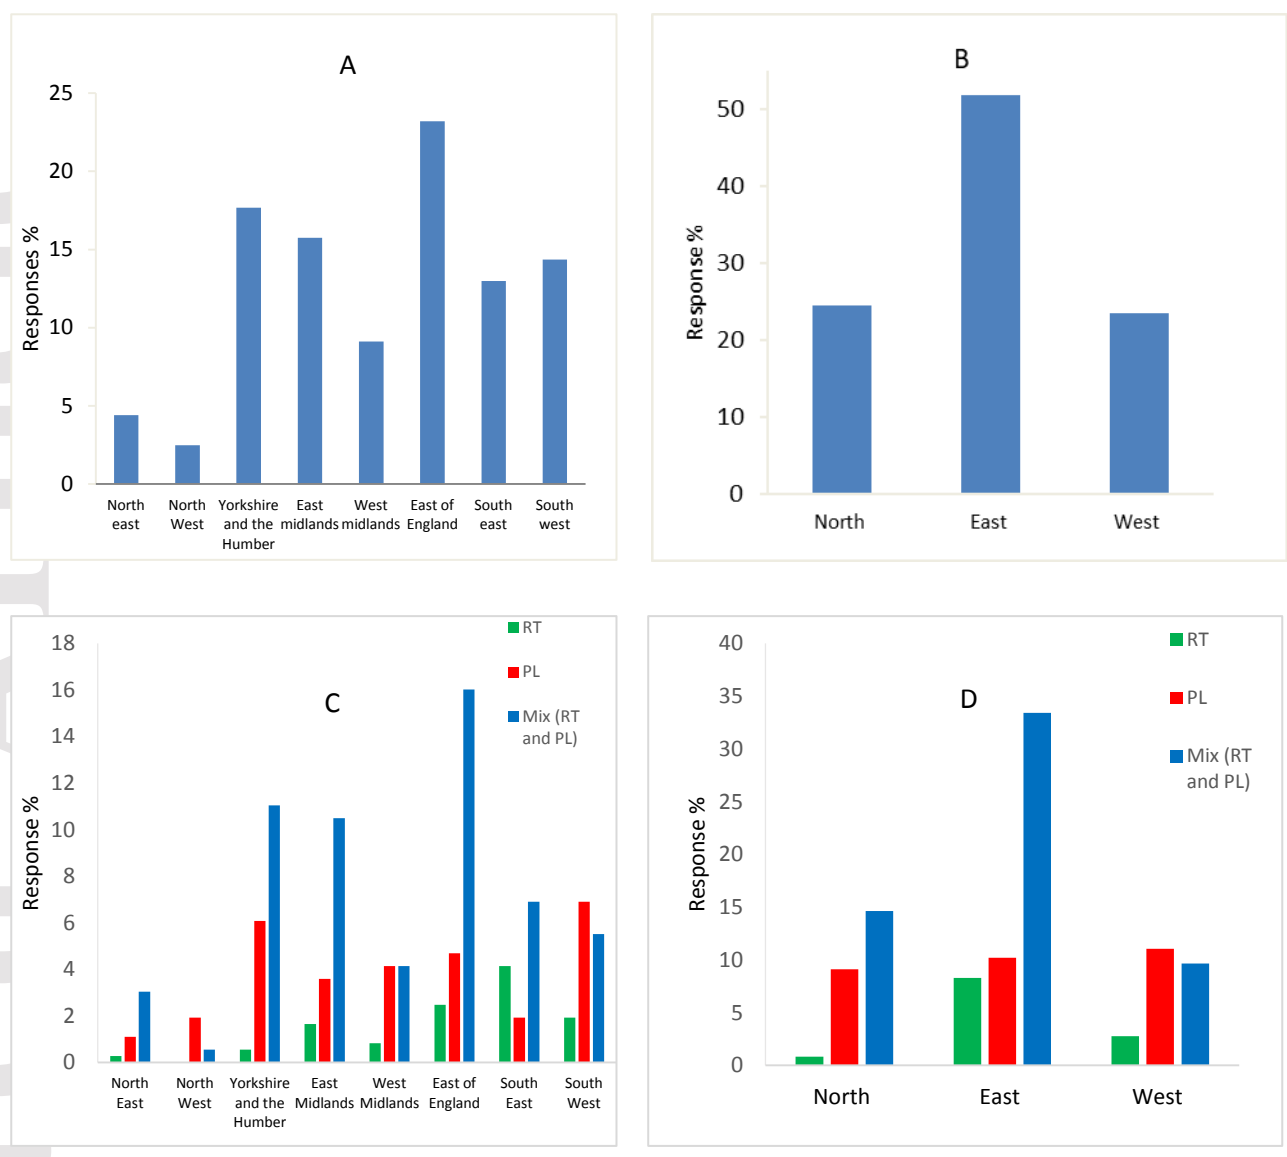 A
25
20
15
10
5
0
Responses %
North east
North West
Yorkshire and the Humber
East midlands
West midlands
East of England
South east
South west
B
50
40
30
20
10
0
Response %
North
East
West
C
18
16
14
12
10
8
6
4
2
0
Response %
RT
PL
Mix (RT
and PL)
North East
North West
Yorkshire and the Humber
East Midlands
West Midlands
East of England
South East
South West
D
40
35
30
25
20
15
10
5
0
Response %
RT
PL
Mix (RT
and PL)
North
East
West